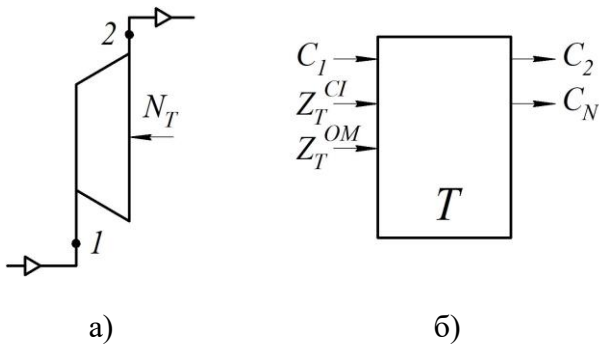 2
N_T
1
а)
C_1
Z_T^{CI}
Z_T^{OM}
C_2
C_N
T
б)